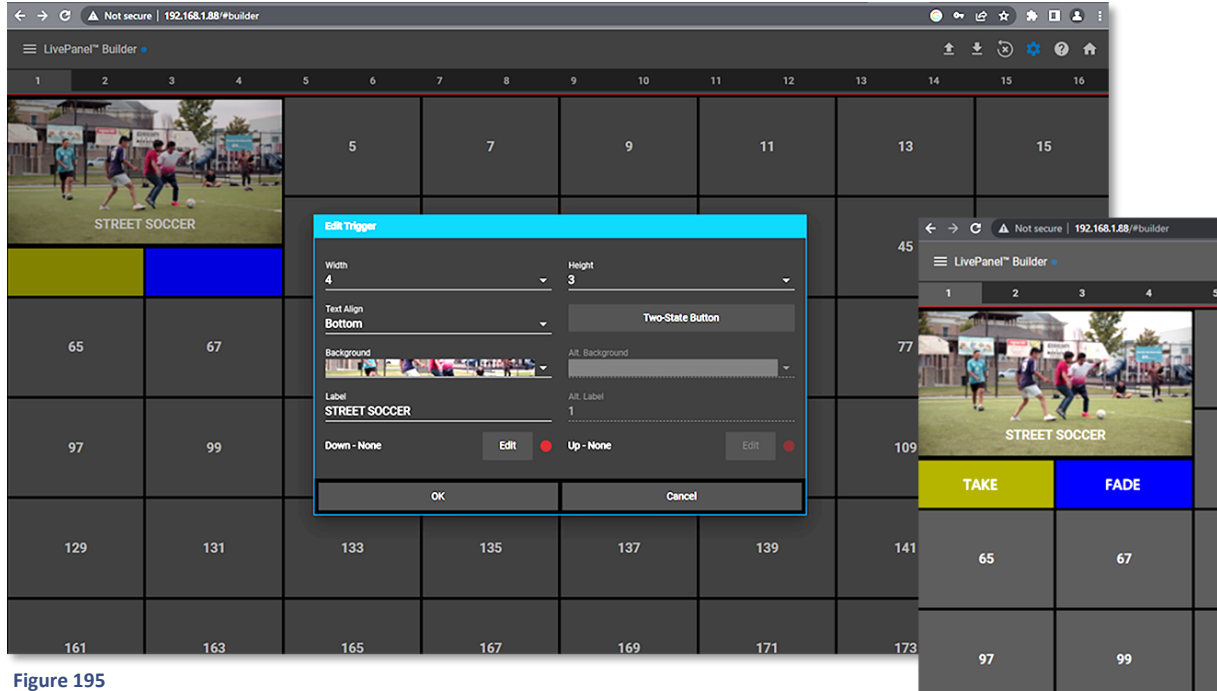 Not secure | 192.168.1.88/#builder
LivePanel™ Builder
1 2 3 4 5 6 7 8 9 10 11 12 13 14 15 16
5 7 9 11 13 15
STREET SOCCER
45
65 67 77
97 99 109
129 131 133 135 137 139 141
161 163 165 167 169 171 173
Edit Trigger
Width Height
4 3
Text Align
Bottom Two-State Button
Background Alt. Background
Label Alt. Label
STREET SOCCER 1
Down - None Edit Up - None Edit
OK Cancel
Not secure | 192.168.1.88/#builder
LivePanel™ Builder
1 2 3 4 5
STREET SOCCER
TAKE FADE
65 67
97 99
Figure 195